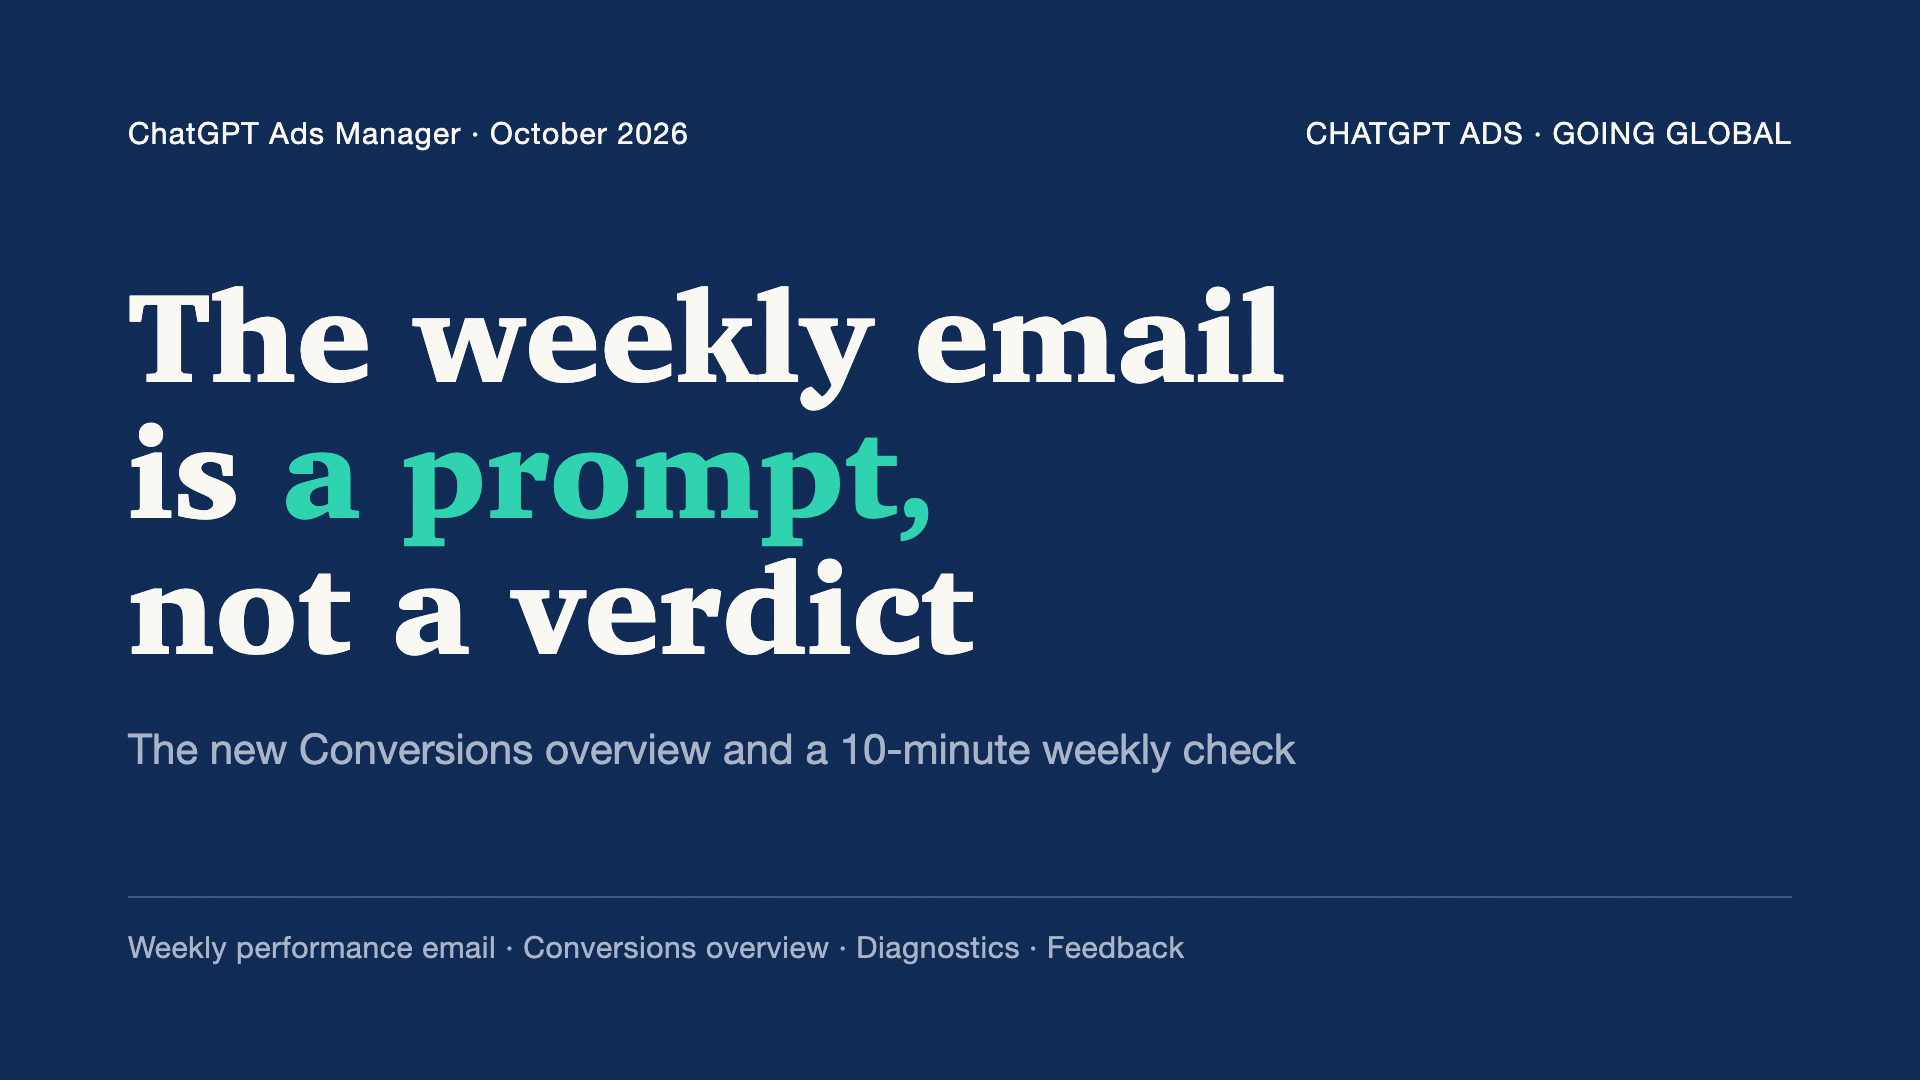 ChatGPT Ads Manager · October 2026
CHATGPT ADS · GOING GLOBAL
The weekly email
is a prompt,
not a verdict
The new Conversions overview and a 10-minute weekly check
Weekly performance email · Conversions overview · Diagnostics · Feedback